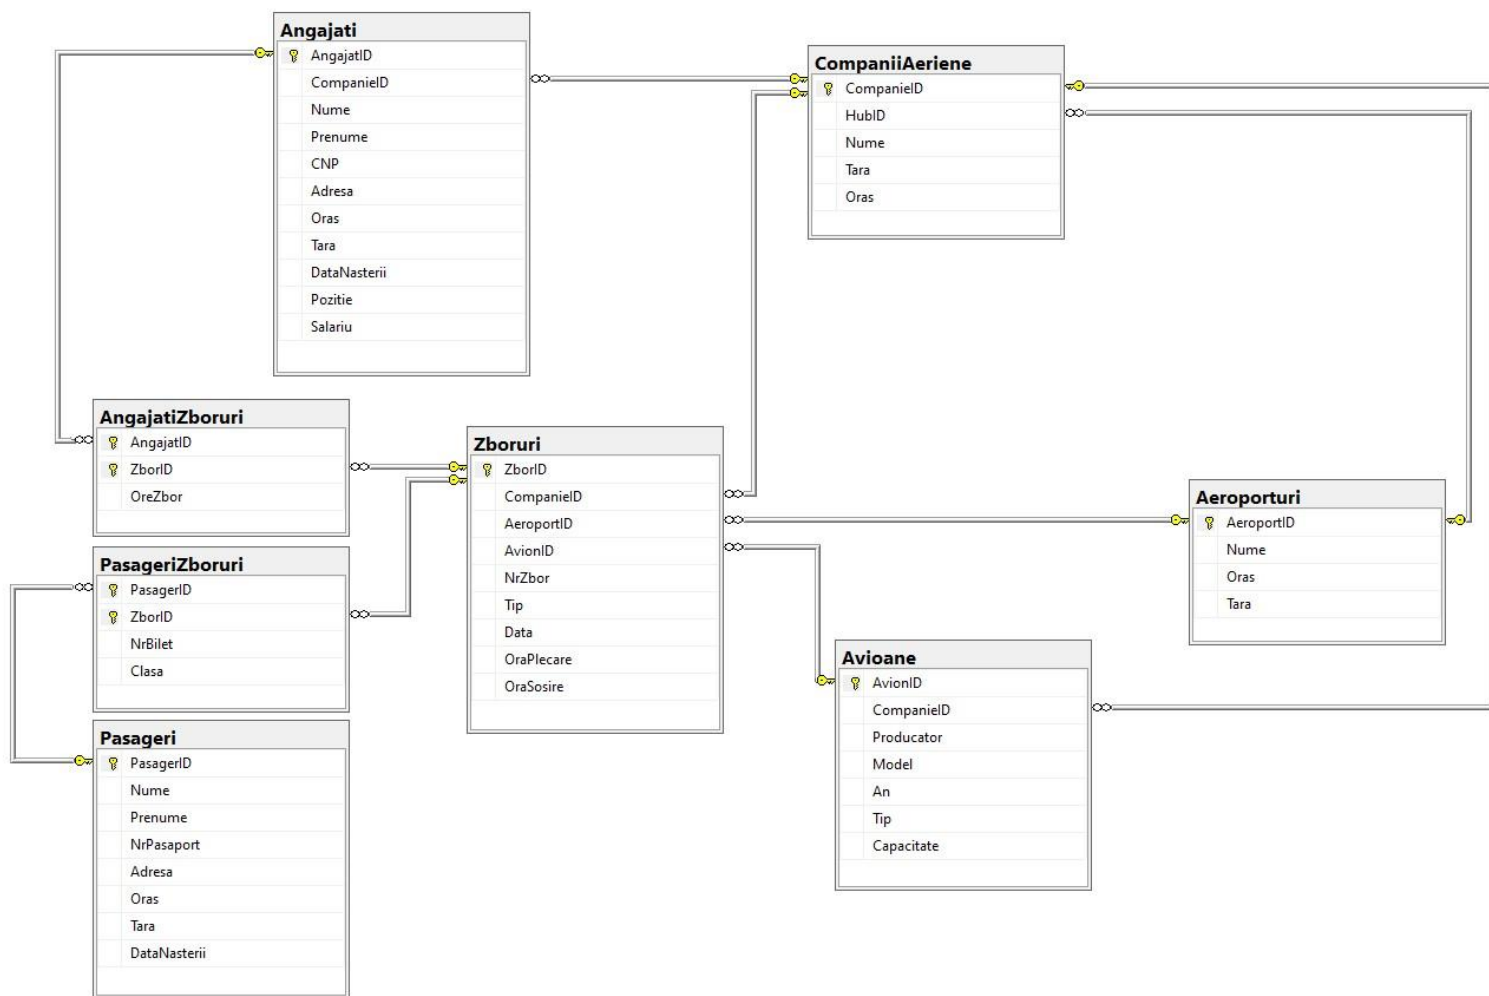 Angajati
AngajatID
CompanieID
Nume
Prenume
CNP
Adresa
Oras
Tara
DataNasterii
Pozitie
Salariu
CompaniiAeriene
CompanieID
HubID
Nume
Tara
Oras
AngajatiZboruri
AngajatID
ZborID
OreZbor
PasageriZboruri
PasagerID
ZborID
NrBilet
Clasa
Pasageri
PasagerID
Nume
Prenume
NrPasaport
Adresa
Oras
Tara
DataNasterii
Zboruri
ZborID
CompanieID
AeroportID
AvionID
NrZbor
Tip
Data
OraPlecare
OraSosire
Aeroporturi
AeroportID
Nume
Oras
Tara
Avioane
AvionID
CompanieID
Producator
Model
An
Tip
Capacitate